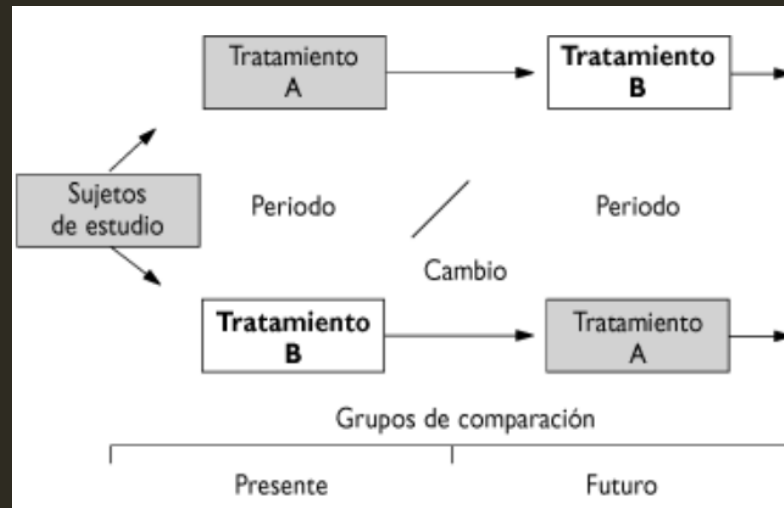 Tratamiento
A
Tratamiento
B
Sujetos
de estudio
Periodo
Periodo
Cambio
Tratamiento
B
Tratamiento
A
Grupos de comparación
Presente
Futuro